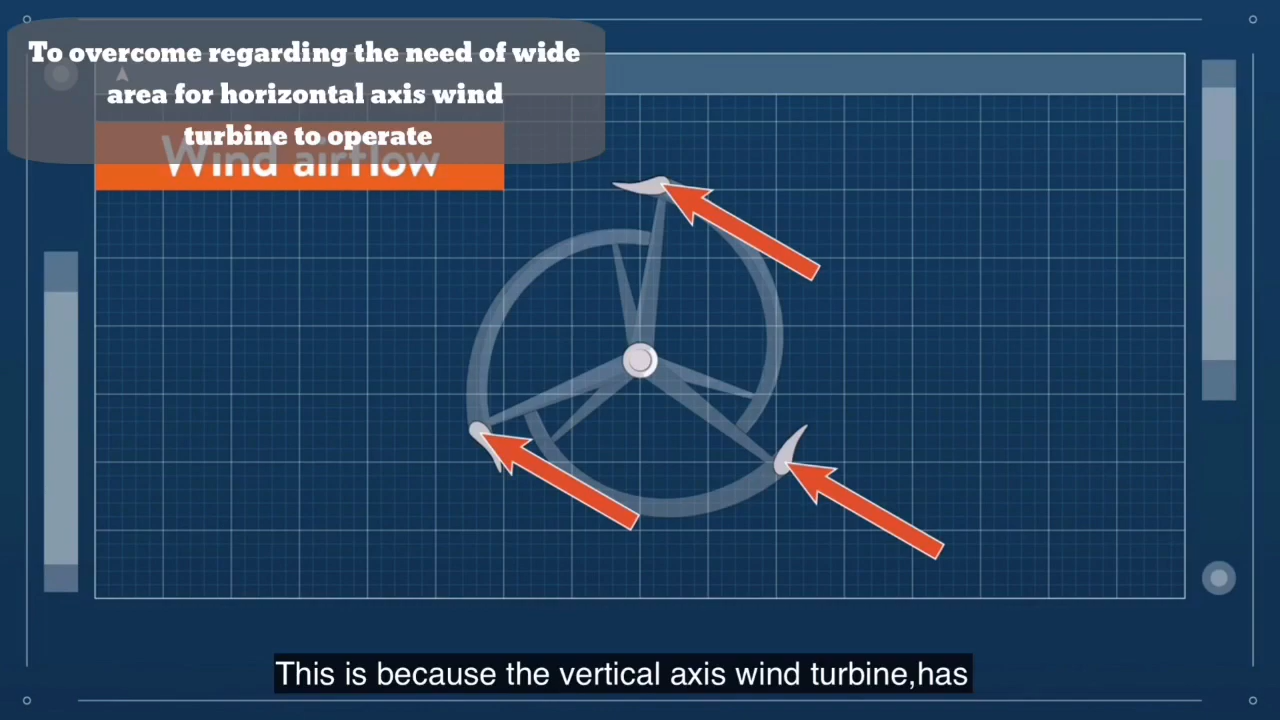 To overcome regarding the need of wide
area for horizontal axis wind
turbine to operate
Wind airflow
This is because the vertical axis wind turbine,has